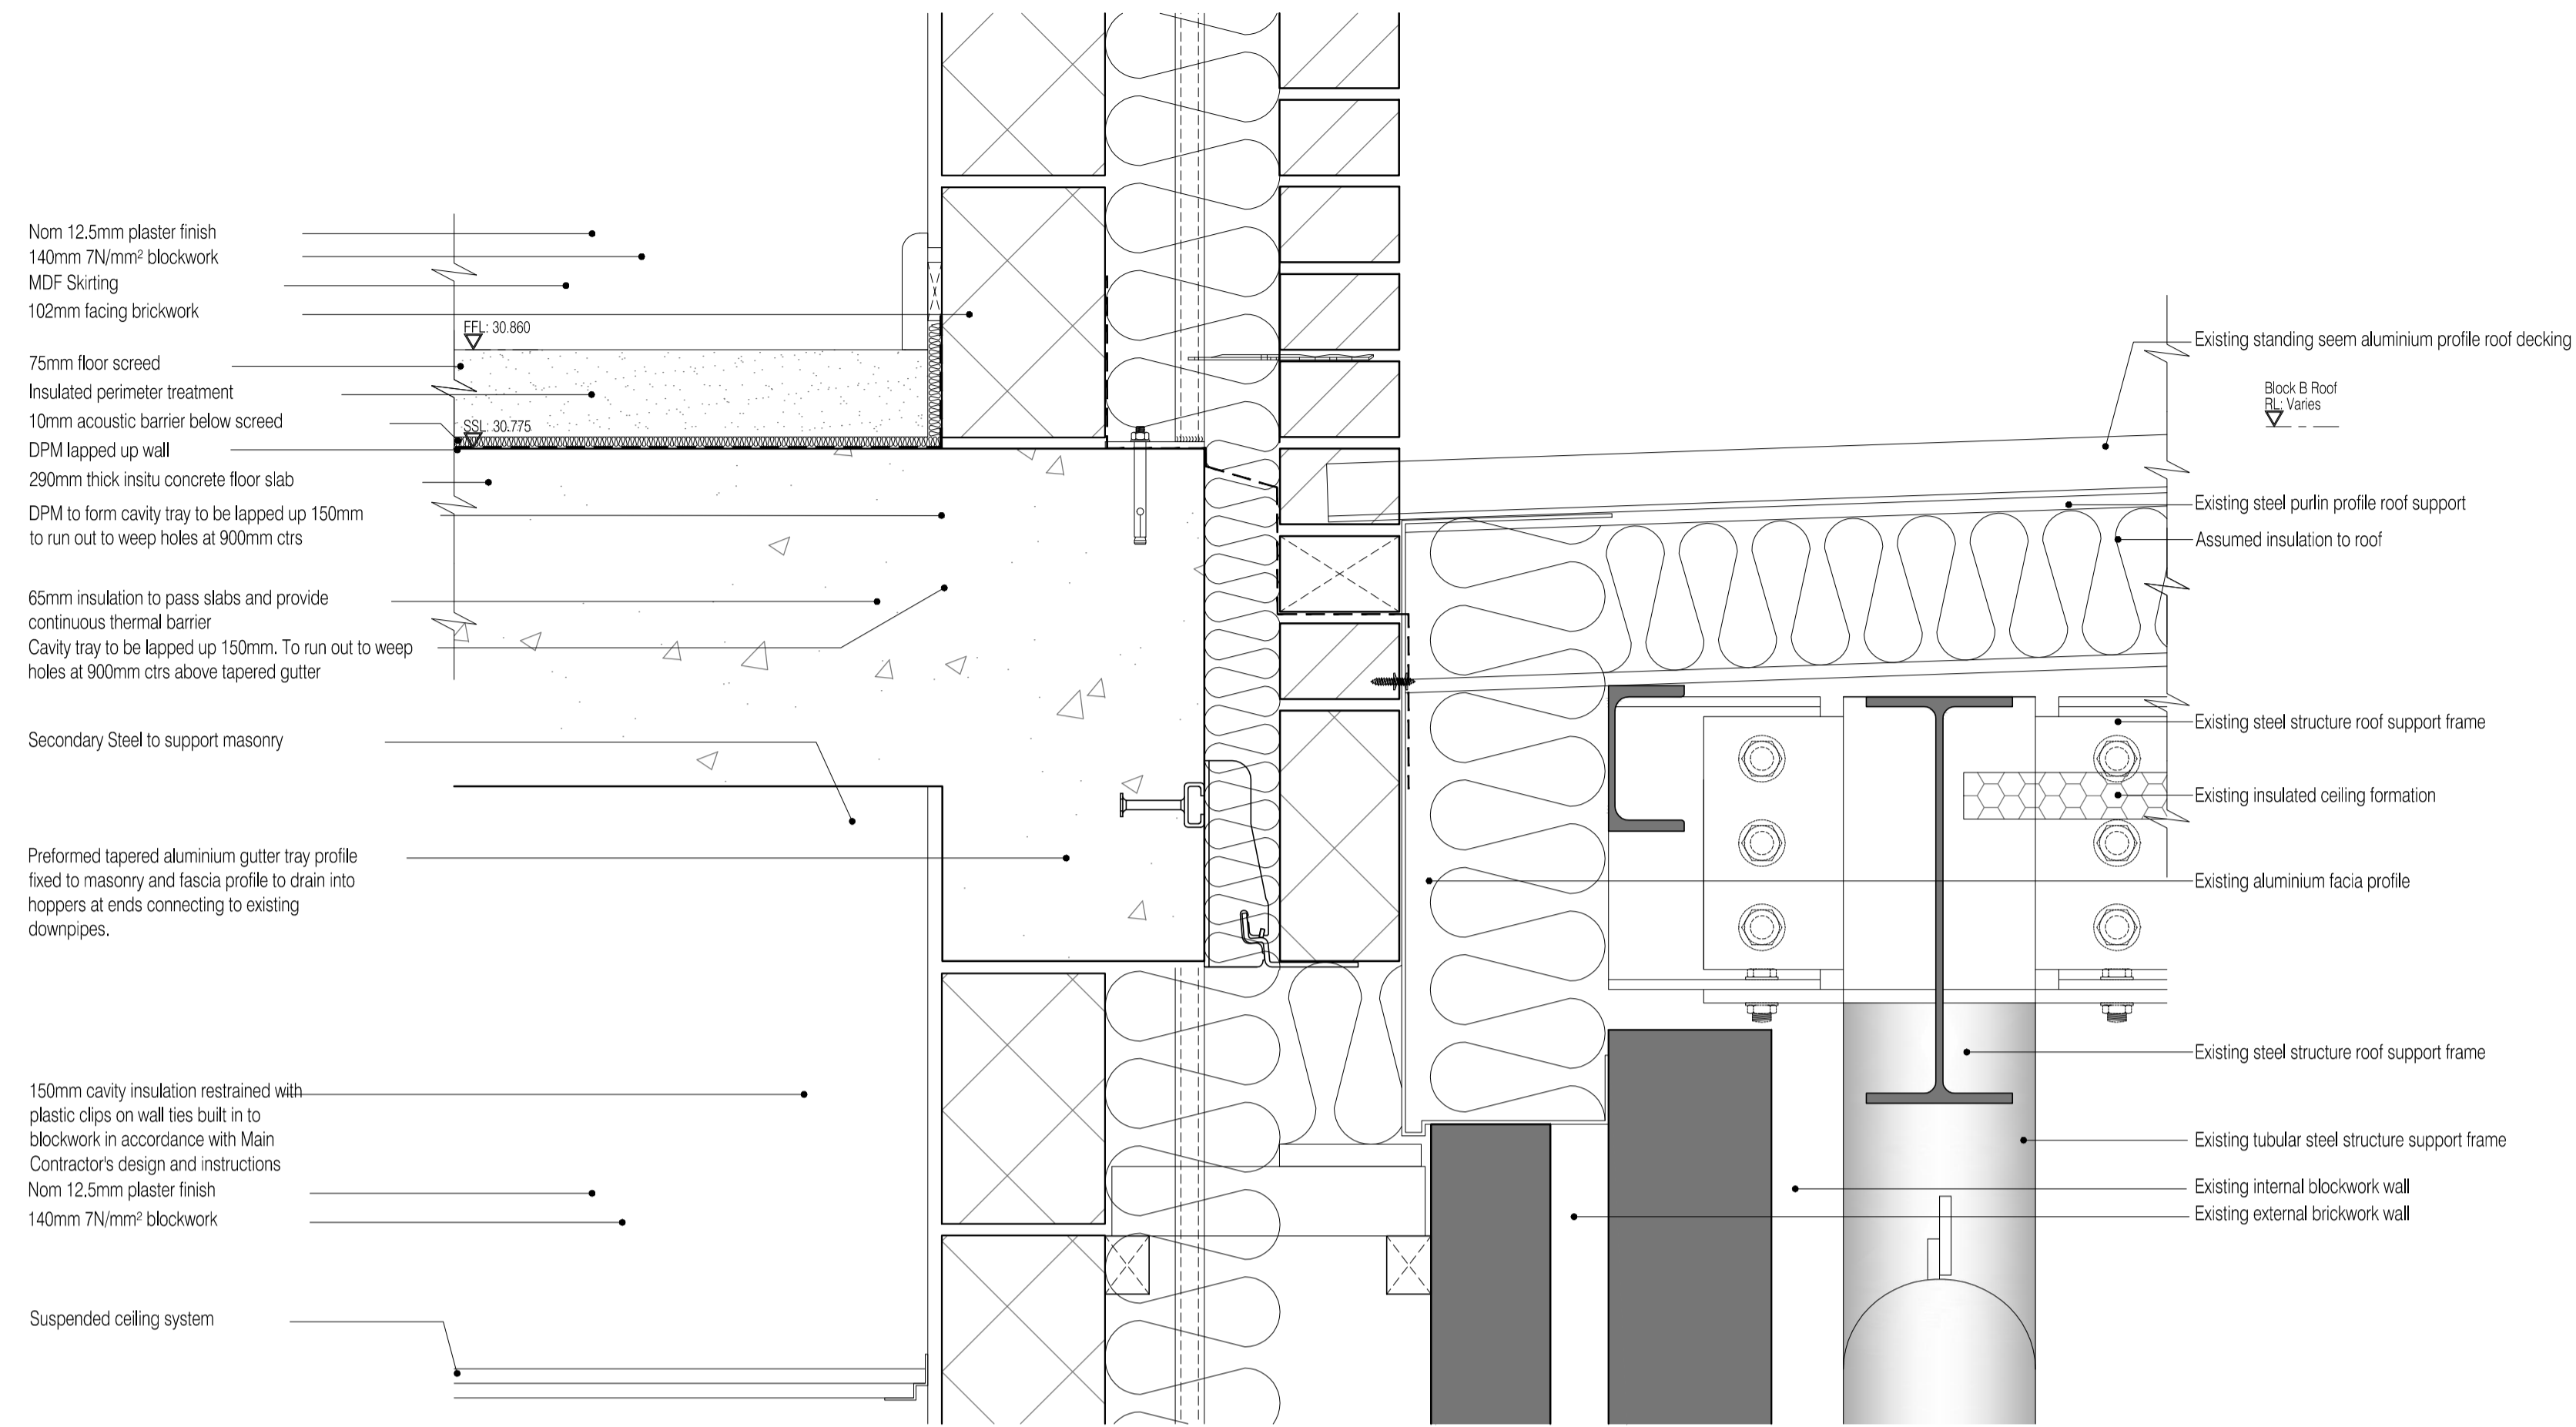 Nom 12.5mm plaster finish
140mm 7N/mm² blockwork
MDF Skirting
102mm facing brickwork
FFL: 30.860
75mm floor screed
Insulated perimeter treatment
10mm acoustic barrier below screed
SSL: 30.775
DPM lapped up wall
290mm thick insitu concrete floor slab
DPM to form cavity tray to be lapped up 150mm
to run out to weep holes at 900mm ctrs
65mm insulation to pass slabs and provide
continuous thermal barrier
Cavity tray to be lapped up 150mm. To run out to weep
holes at 900mm ctrs above tapered gutter
Secondary Steel to support masonry
Preformed tapered aluminium gutter tray profile
fixed to masonry and fascia profile to drain into
hoppers at ends connecting to existing
downpipes.
150mm cavity insulation restrained with
plastic clips on wall ties built in to
blockwork in accordance with Main
Contractor's design and instructions
Nom 12.5mm plaster finish
140mm 7N/mm² blockwork
Suspended ceiling system
Existing standing seem aluminium profile roof decking
Block B Roof
RL: Varies
Existing steel purlin profile roof support
Assumed insulation to roof
Existing steel structure roof support frame
Existing insulated ceiling formation
Existing aluminium facia profile
Existing steel structure roof support frame
Existing tubular steel structure support frame
Existing internal blockwork wall
Existing external brickwork wall